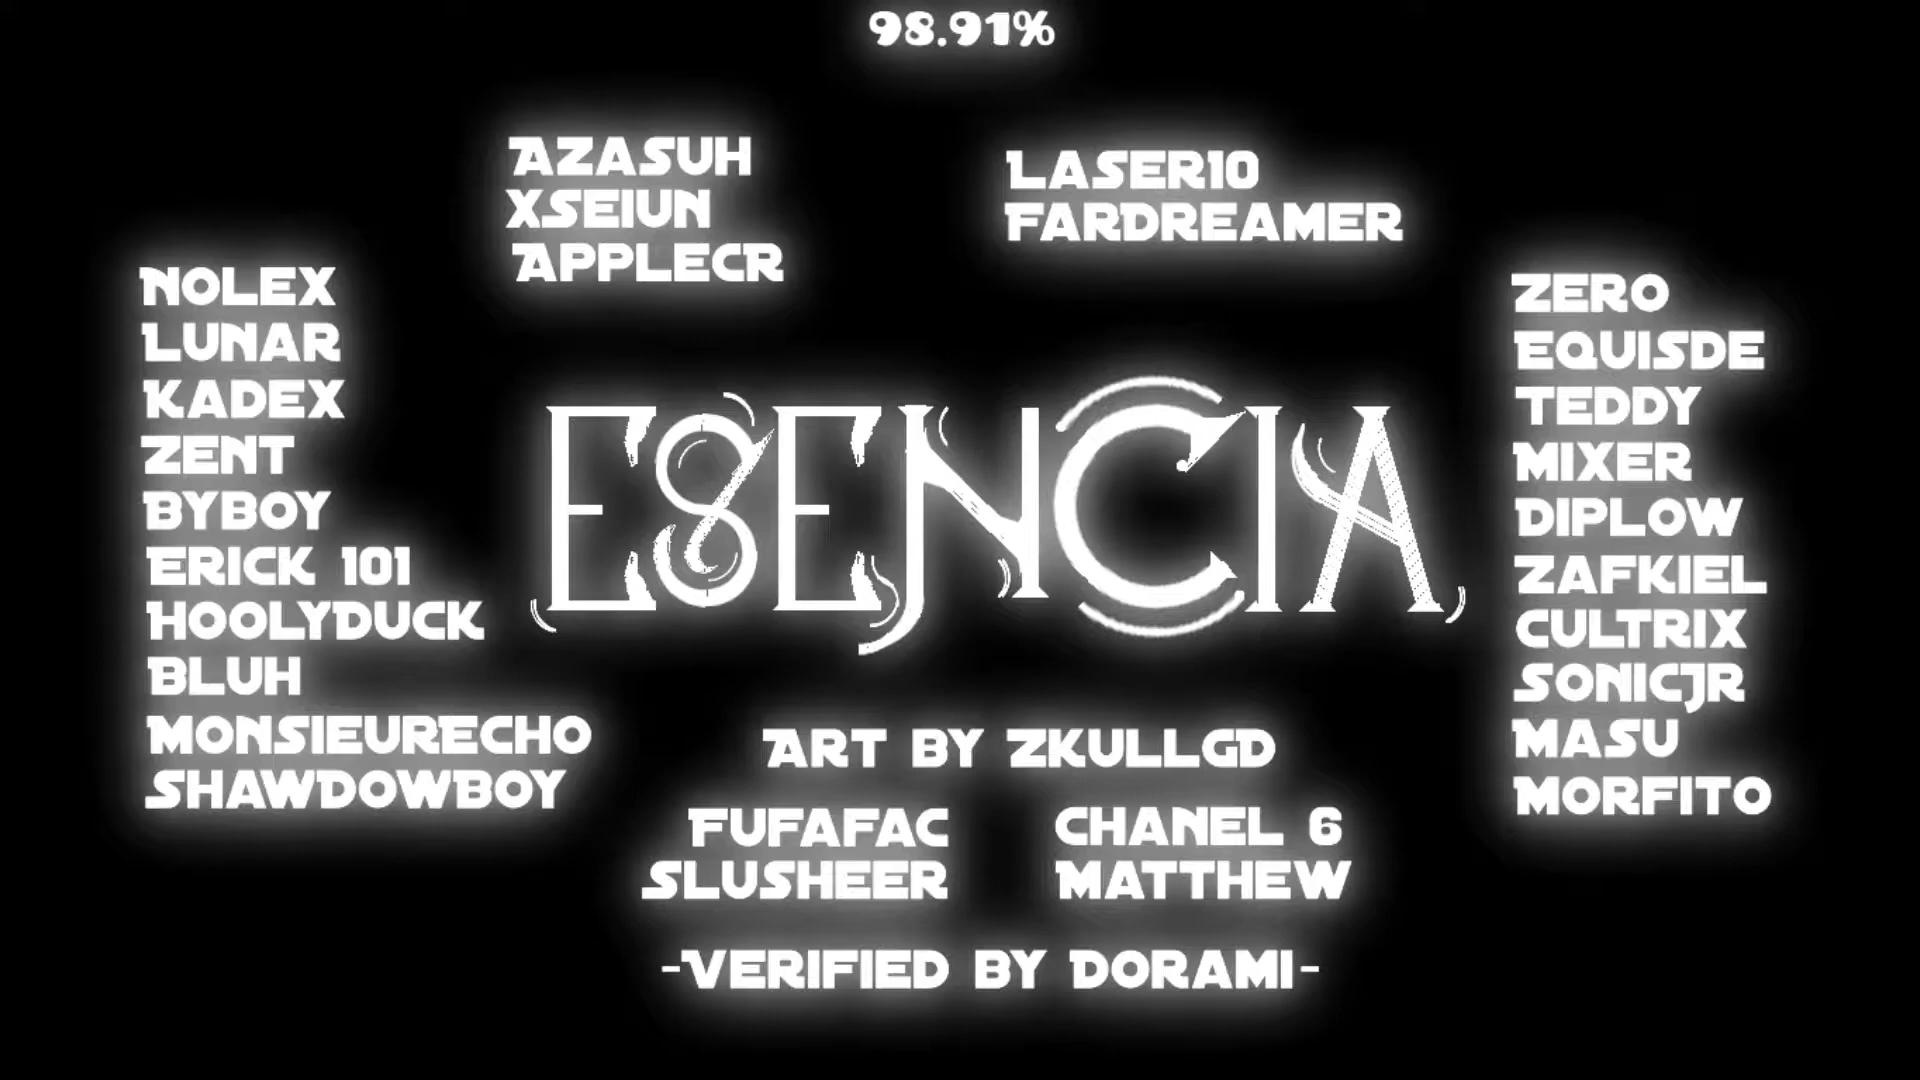 98.91%
AZASUH
XSEIUN
APPLECR
LASER10
FARDREAMER
NOLEX
LUNAR
KADEX
ZENT
BYBOY
ERICK 101
HOOLYDUCK
BLUH
MONSIEURECHO
SHAWDOWBOY
ESENCIA
ZERO
EQUISDE
TEDDY
MIXER
DIPLOW
ZAFKIEL
CULTRIX
SONICJR
MASU
MORFITO
ART BY ZKULLGD
FUFAFAC
SLUSHEER
CHANEL 6
MATTHEW
-VERIFIED BY DORAMI-